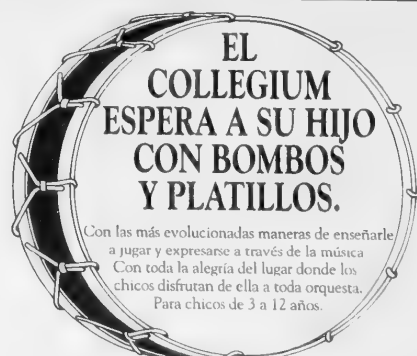 EL
COLLEGIUM
ESPERA A SU HIJO
CON BOMBOS
Y PLATILLOS.
Con las más evolucionadas maneras de enseñarle
a jugar y expresarse a través de la música
Con toda la alegría del lugar donde los
chicos disfrutan de ella a toda orquesta.
Para chicos de 3 a 12 años.